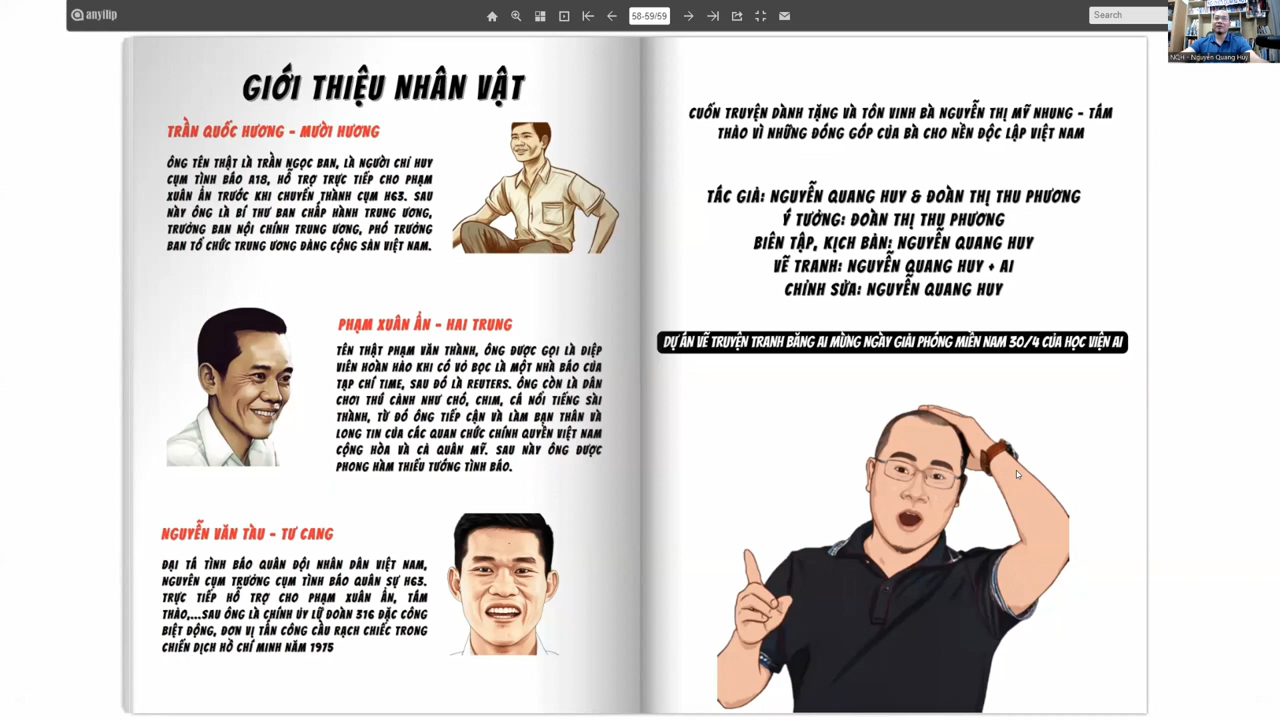 anyflip
58-59/59
Search
NQH - Nguyễn Quang Huy
GIỚI THIỆU NHÂN VẬT
TRẦN QUỐC HƯƠNG - MƯỜI HƯƠNG
ÔNG TÊN THẬT LÀ TRẦN NGỌC BAN, LÀ NGƯỜI CHỈ HUY
CỤM TÌNH BÁO A18, HỖ TRỢ TRỰC TIẾP CHO PHẠM
XUÂN ẨN TRƯỚC KHI CHUYỂN THÀNH CỤM H63. SAU
NÀY ÔNG LÀ BÍ THƯ BAN CHẤP HÀNH TRUNG ƯƠNG,
TRƯỞNG BAN NỘI CHÍNH TRUNG ƯƠNG, PHÓ TRƯỞNG
BAN TỔ CHỨC TRUNG ƯƠNG ĐẢNG CỘNG SẢN VIỆT NAM.
PHẠM XUÂN ẨN - HAI TRUNG
TÊN THẬT PHẠM VĂN THÀNH, ÔNG ĐƯỢC GỌI LÀ ĐIỆP
VIÊN HOÀN HẢO KHI CÓ VỎ BỌC LÀ MỘT NHÀ BÁO CỦA
TẠP CHÍ TIME, SAU ĐÓ LÀ REUTERS. ÔNG CÒN LÀ DÂN
CHƠI THÚ CẢNH NHƯ CHÓ, CHIM, CÁ NỔI TIẾNG SÀI
THÀNH, TỪ ĐÓ ÔNG TIẾP CẬN VÀ LÀM BẠN THÂN VÀ
LONG TIN CỦA CÁC QUAN CHỨC CHÍNH QUYỀN VIỆT NAM
CỘNG HÒA VÀ CẢ QUÂN MỸ. SAU NÀY ÔNG ĐƯỢC
PHONG HÀM THIẾU TƯỚNG TÌNH BÁO.
NGUYỄN VĂN TÀU - TƯ CANG
ĐẠI TÁ TÌNH BÁO QUÂN ĐỘI NHÂN DÂN VIỆT NAM,
NGUYÊN CỤM TRƯỞNG CỤM TÌNH BÁO QUÂN SỰ H63.
TRỰC TIẾP HỖ TRỢ CHO PHẠM XUÂN ẨN, TÁM
THẢO,...SAU ÔNG LÀ CHÍNH ỦY LỮ ĐOÀN 316 ĐẶC CÔNG
BIỆT ĐỘNG, ĐƠN VỊ TẤN CÔNG CẦU RẠCH CHIẾC TRONG
CHIẾN DỊCH HỒ CHÍ MINH NĂM 1975
CUỐN TRUYỆN DÀNH TẶNG VÀ TÔN VINH BÀ NGUYỄN THỊ MỸ NHUNG - TÁM
THẢO VÌ NHỮNG ĐÓNG GÓP CỦA BÀ CHO NỀN ĐỘC LẬP VIỆT NAM
TÁC GIẢ: NGUYỄN QUANG HUY & ĐOÀN THỊ THU PHƯƠNG
Ý TƯỞNG: ĐOÀN THỊ THU PHƯƠNG
BIÊN TẬP, KỊCH BẢN: NGUYỄN QUANG HUY
VẼ TRANH: NGUYỄN QUANG HUY + AI
CHỈNH SỬA: NGUYỄN QUANG HUY
DỰ ÁN VẼ TRUYỆN TRANH BẰNG AI MỪNG NGÀY GIẢI PHÓNG MIỀN NAM 30/4 CỦA HỌC VIỆN AI